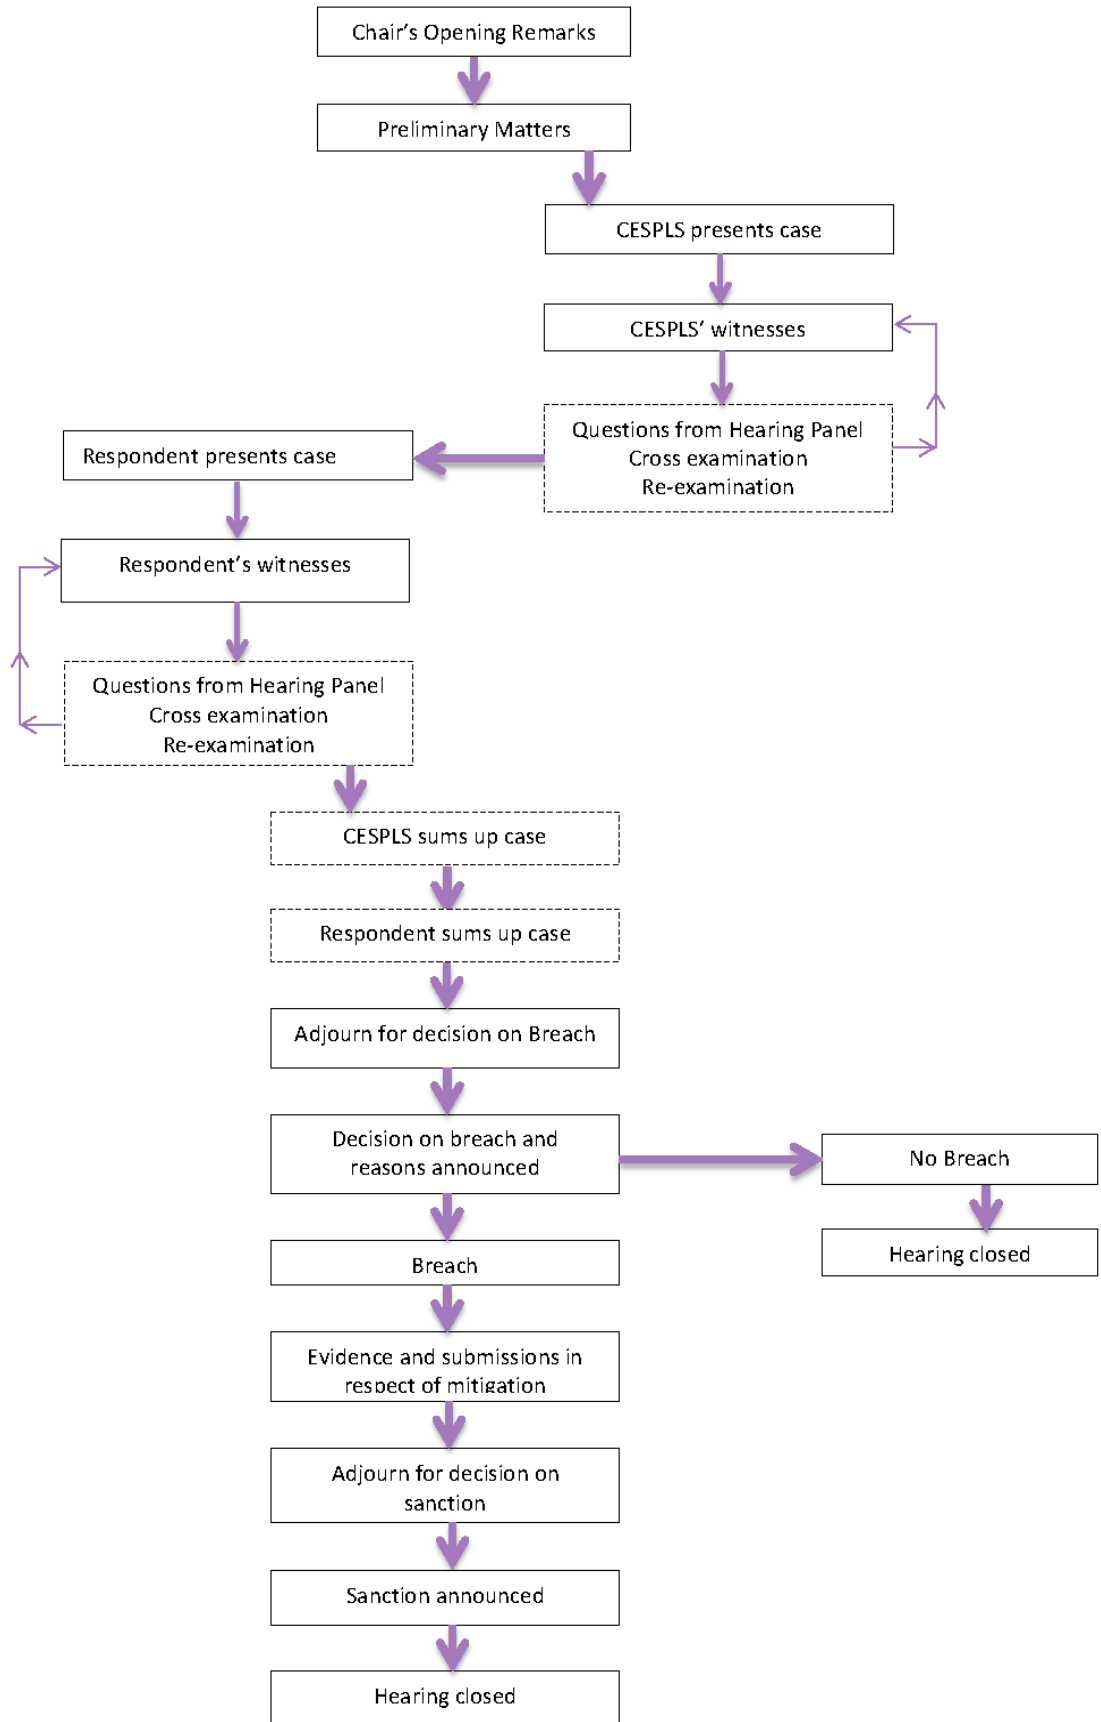 Chair’s Opening Remarks
Preliminary Matters
CESPLS presents case
CESPLS’ witnesses
Questions from Hearing Panel
Cross examination
Re-examination
Respondent presents case
Respondent’s witnesses
Questions from Hearing Panel
Cross examination
Re-examination
CESPLS sums up case
Respondent sums up case
Adjourn for decision on Breach
Decision on breach and
reasons announced
No Breach
Hearing closed
Breach
Evidence and submissions in
respect of mitigation
Adjourn for decision on
sanction
Sanction announced
Hearing closed